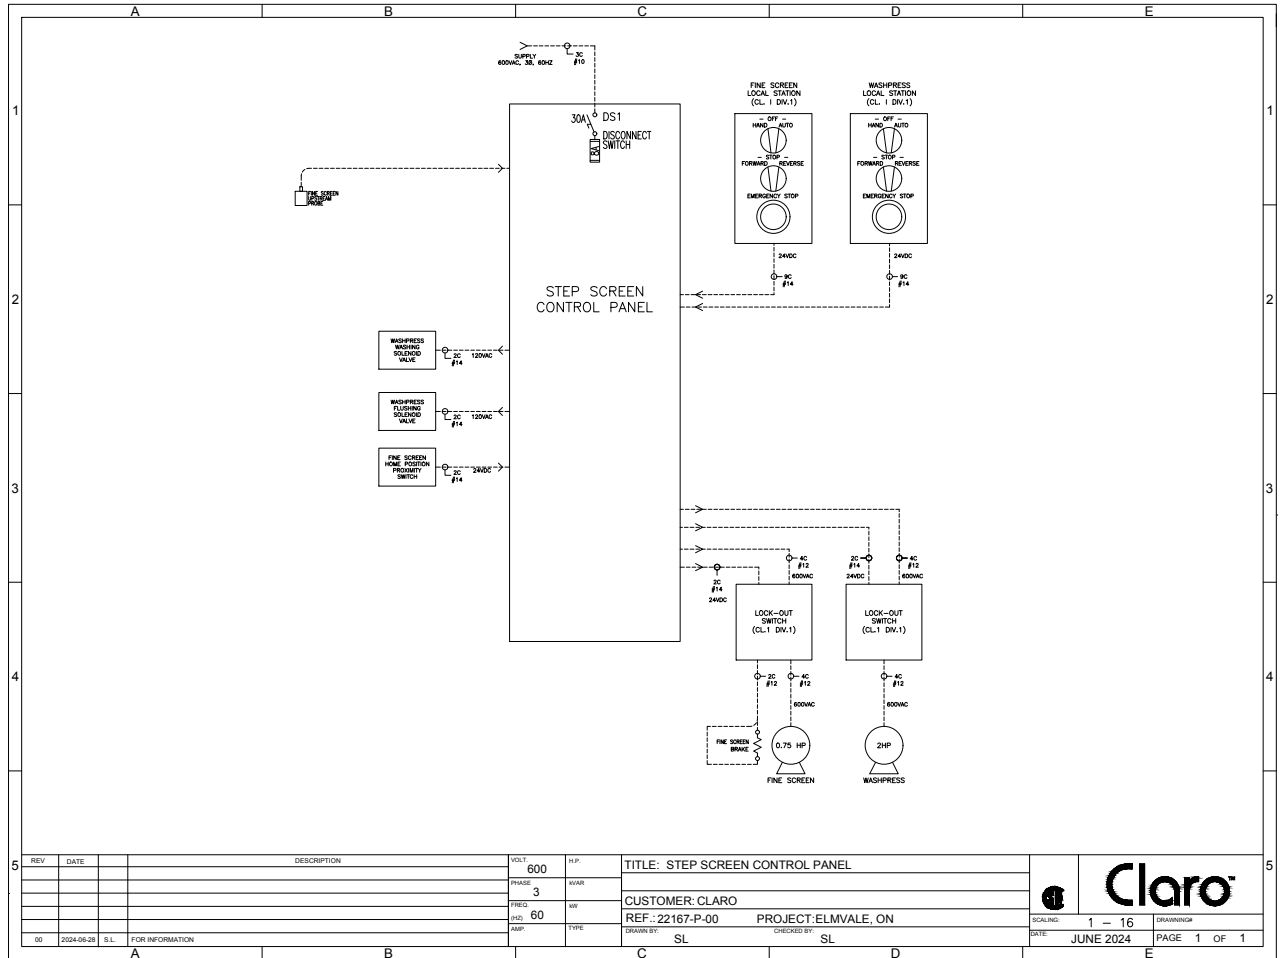 A B C D E
SUPPLY
600VAC, 3Ø, 60HZ
3C
#10
FINE SCREEN
LOCAL STATION
(CL. I DIV.1)
WASHPRESS
LOCAL STATION
(CL. I DIV.1)
1
1
30A
DS1
DISCONNECT
SWITCH
8A
— OFF —
HAND AUTO
— STOP —
FORWARD REVERSE
EMERGENCY STOP
— OFF —
HAND AUTO
— STOP —
FORWARD REVERSE
EMERGENCY STOP
FINE SCREEN
UPSTREAM
PROBE
24VDC
9C
#14
24VDC
9C
#14
2
2
STEP SCREEN
CONTROL PANEL
WASHPRESS
WASHING
SOLENOID
VALVE
2C
#14
120VAC
WASHPRESS
FLUSHING
SOLENOID
VALVE
2C
#14
120VAC
FINE SCREEN
HOME POSITION
PROXIMITY
SWITCH
2C
#14
24VDC
3
3
4C
#12
600VAC
2C
#14
24VDC
2C
#14
24VDC
4C
#12
600VAC
LOCK-OUT
SWITCH
(CL.1 DIV.1)
LOCK-OUT
SWITCH
(CL.1 DIV.1)
4
4
2C
#12
4C
#12
600VAC
4C
#12
600VAC
FINE SCREEN
BRAKE
0.75 HP
FINE SCREEN
2HP
WASHPRESS
5
5
REV DATE DESCRIPTION
00 2024-06-28 S.L. FOR INFORMATION
VOLT. 600 H.P.
PHASE 3 kVAR
FREQ. (HZ) 60 kW
AMP. TYPE
TITLE: STEP SCREEN CONTROL PANEL
CUSTOMER: CLARO
REF.: 22167-P-00 PROJECT:ELMVALE, ON
DRAWN BY: SL CHECKED BY: SL
Claro™
SCALING: 1 — 16 DRAWING#
DATE: JUNE 2024 PAGE 1 OF 1
A B C D E